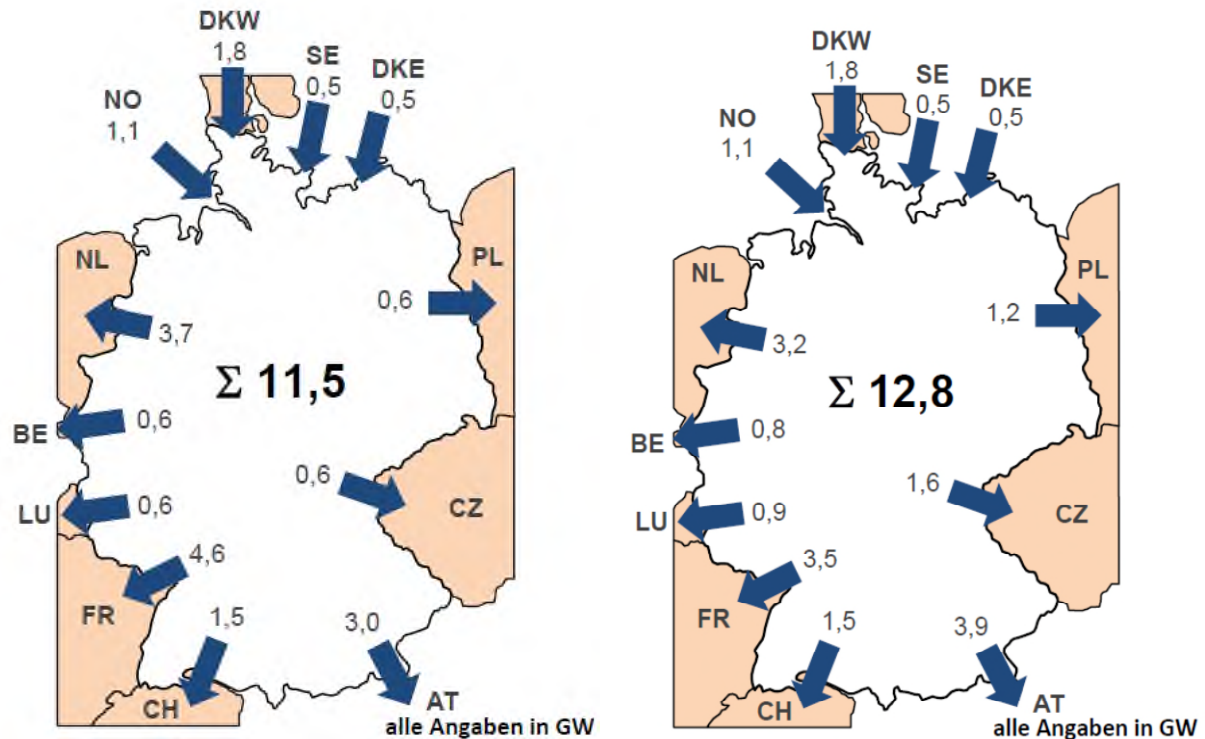 DKW
1,8
SE
0,5
DKE
0,5
NO
1,1
NL
3,7
PL
0,6
Σ 11,5
BE
0,6
LU
0,6
0,6
CZ
4,6
FR
1,5
3,0
CH
AT
alle Angaben in GW
DKW
1,8
SE
0,5
DKE
0,5
NO
1,1
NL
3,2
PL
1,2
Σ 12,8
BE
0,8
LU
0,9
1,6
CZ
3,5
FR
1,5
3,9
CH
AT
alle Angaben in GW